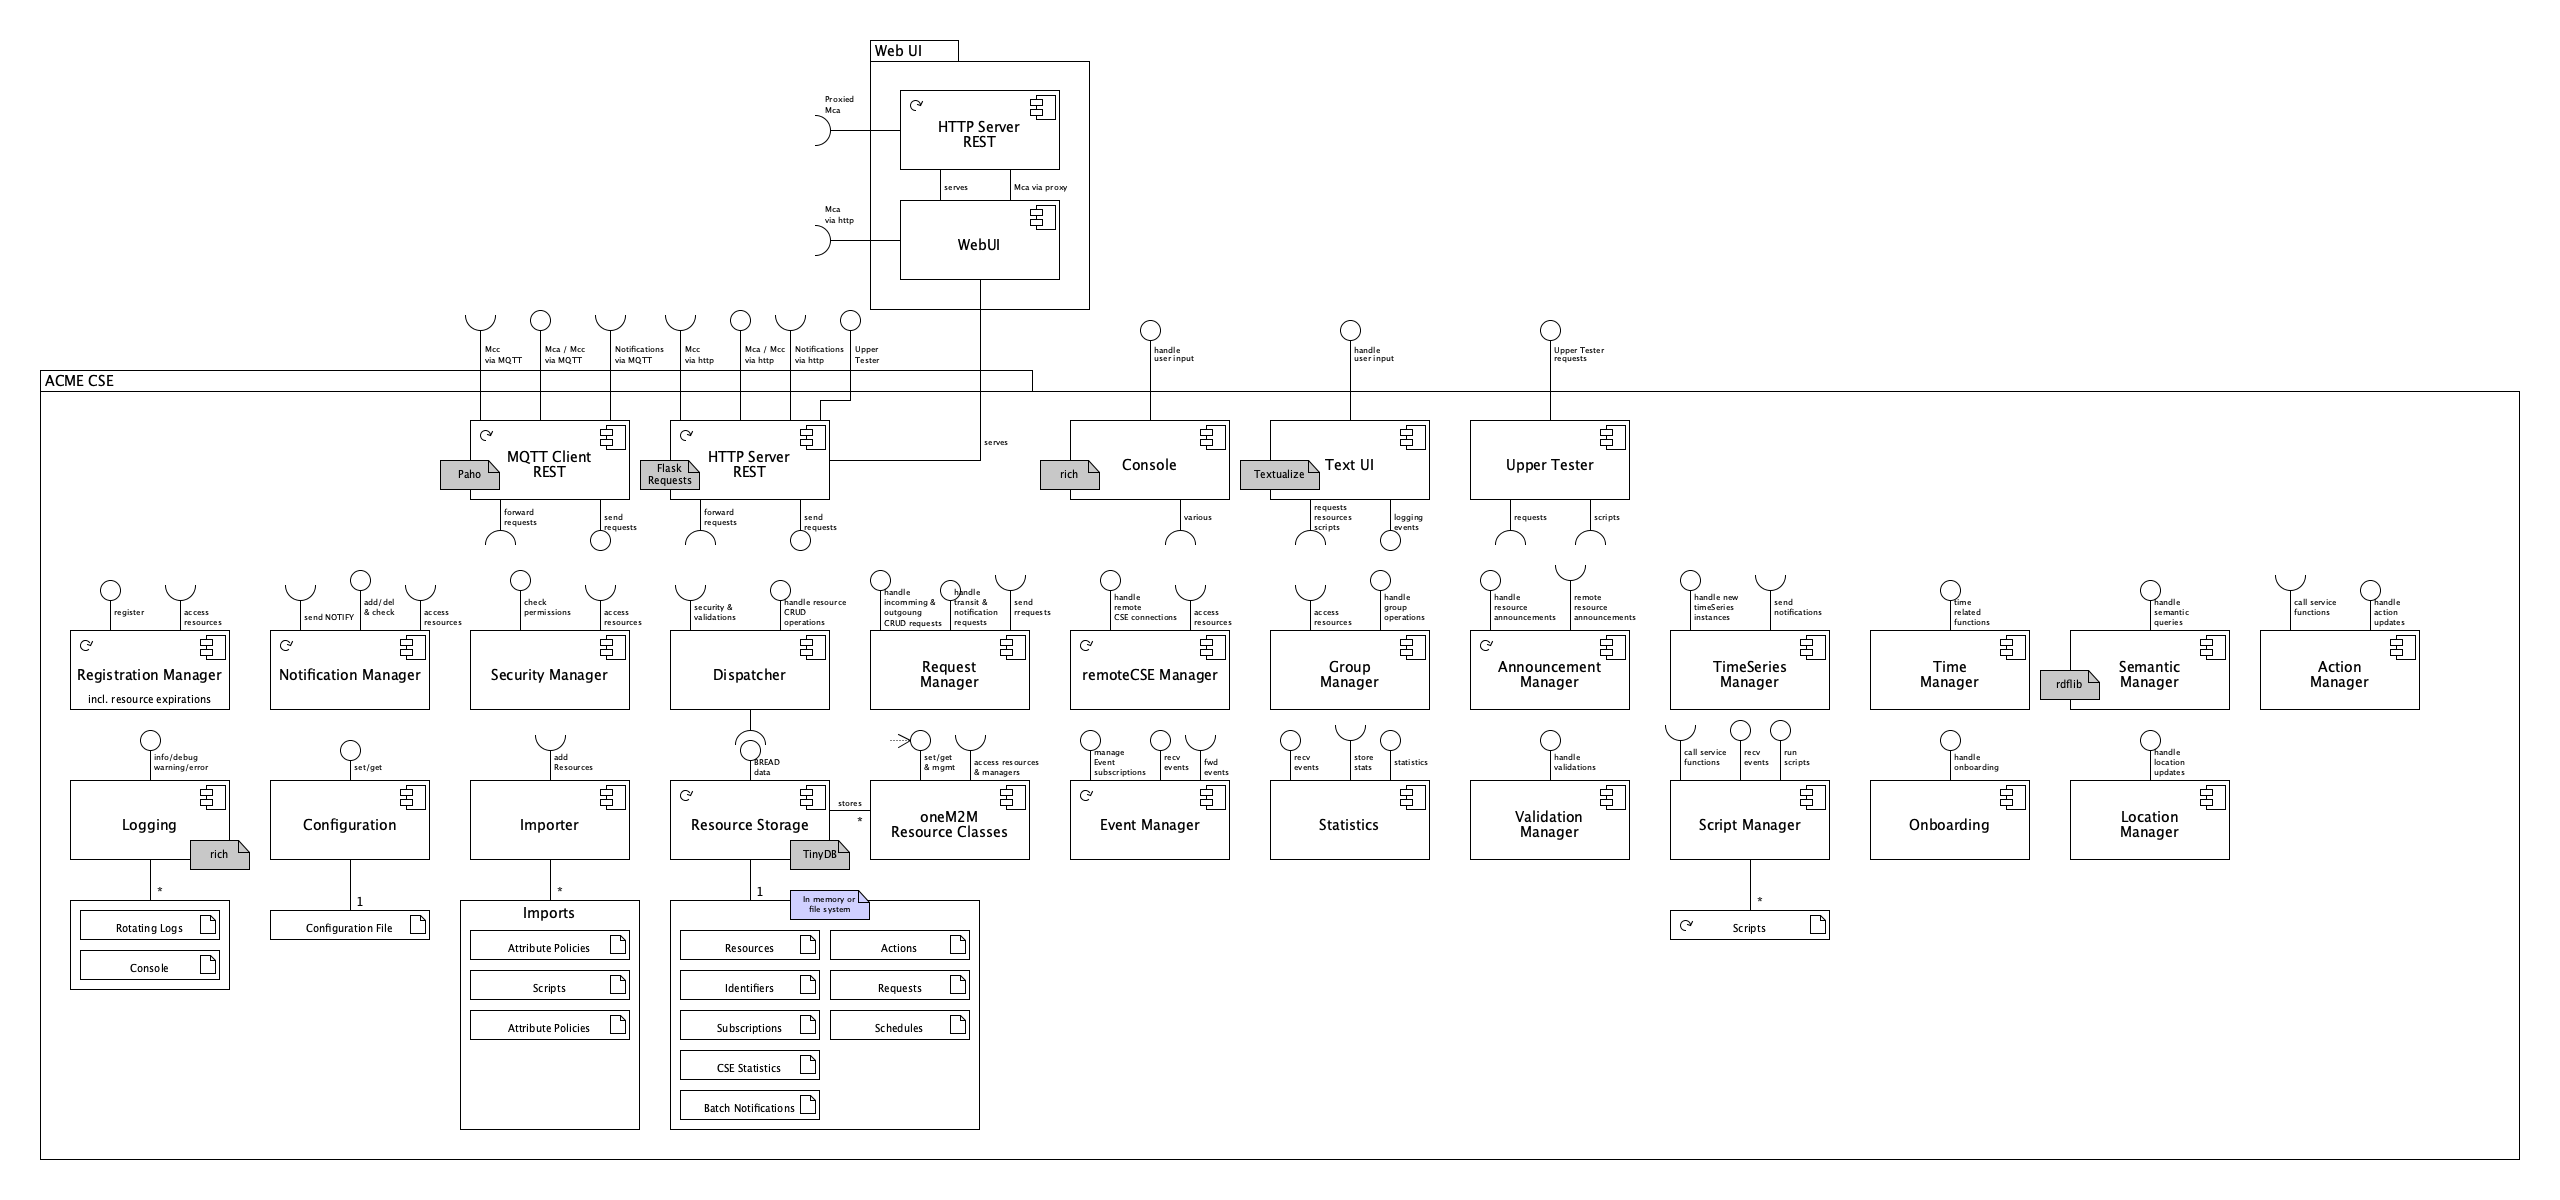 Web UI
Proxied
Mca
HTTP Server
REST
serves
Mca via proxy
Mca
via http
WebUI
Mcc
via MQTT
Mca / Mcc
via MQTT
Notifications
via MQTT
Mcc
via http
Mca / Mcc
via http
Notifications
via http
Upper
Tester
handle
user input
handle
user input
Upper Tester
requests
ACME CSE
serves
MQTT Client
REST
Paho
HTTP Server
REST
Flask
Requests
Console
rich
Text UI
Textualize
Upper Tester
forward
requests
send
requests
forward
requests
send
requests
various
requests
resources
scripts
logging
events
requests
scripts
register
access
resources
send NOTIFY
add/del
& check
access
resources
check
permissions
access
resources
security &
validations
handle resource
CRUD
operations
handle
incomming &
outgoung
CRUD requests
handle
transit &
notification
requests
send
rrequests
handle
remote
CSE connections
access
resources
access
resources
handle
group
operations
handle
resource
announcements
remote
resource
announcements
handle new
timeSeries
instances
send
notifications
time
related
functions
handle
semantic
queries
call service
functions
handle
action
updates
Registration Manager
incl. resource expirations
Notification Manager
Security Manager
Dispatcher
Request
Manager
remoteCSE Manager
Group
Manager
Announcement
Manager
TimeSeries
Manager
Time
Manager
Semantic
Manager
rdflib
Action
Manager
info/debug
warning/error
set/get
add
Resources
BREAD
data
set/get
& mgmt
access resources
& managers
manage
Event
subscriptions
recv
events
fwd
events
recv
events
store
stats
statistics
handle
validations
call service
functions
recv
events
run
scripts
handle
onboarding
handle
location
updates
Logging
rich
Configuration
Importer
Resource Storage
TinyDB
stores
*
oneM2M
Resource Classes
Event Manager
Statistics
Validation
Manager
Script Manager
Onboarding
Location
Manager
*
Rotating Logs
Console
1
Configuration File
*
Imports
Attribute Policies
Scripts
Attribute Policies
1
In memory or
file system
Resources
Actions
Identifiers
Requests
Subscriptions
Schedules
CSE Statistics
Batch Notifications
*
Scripts